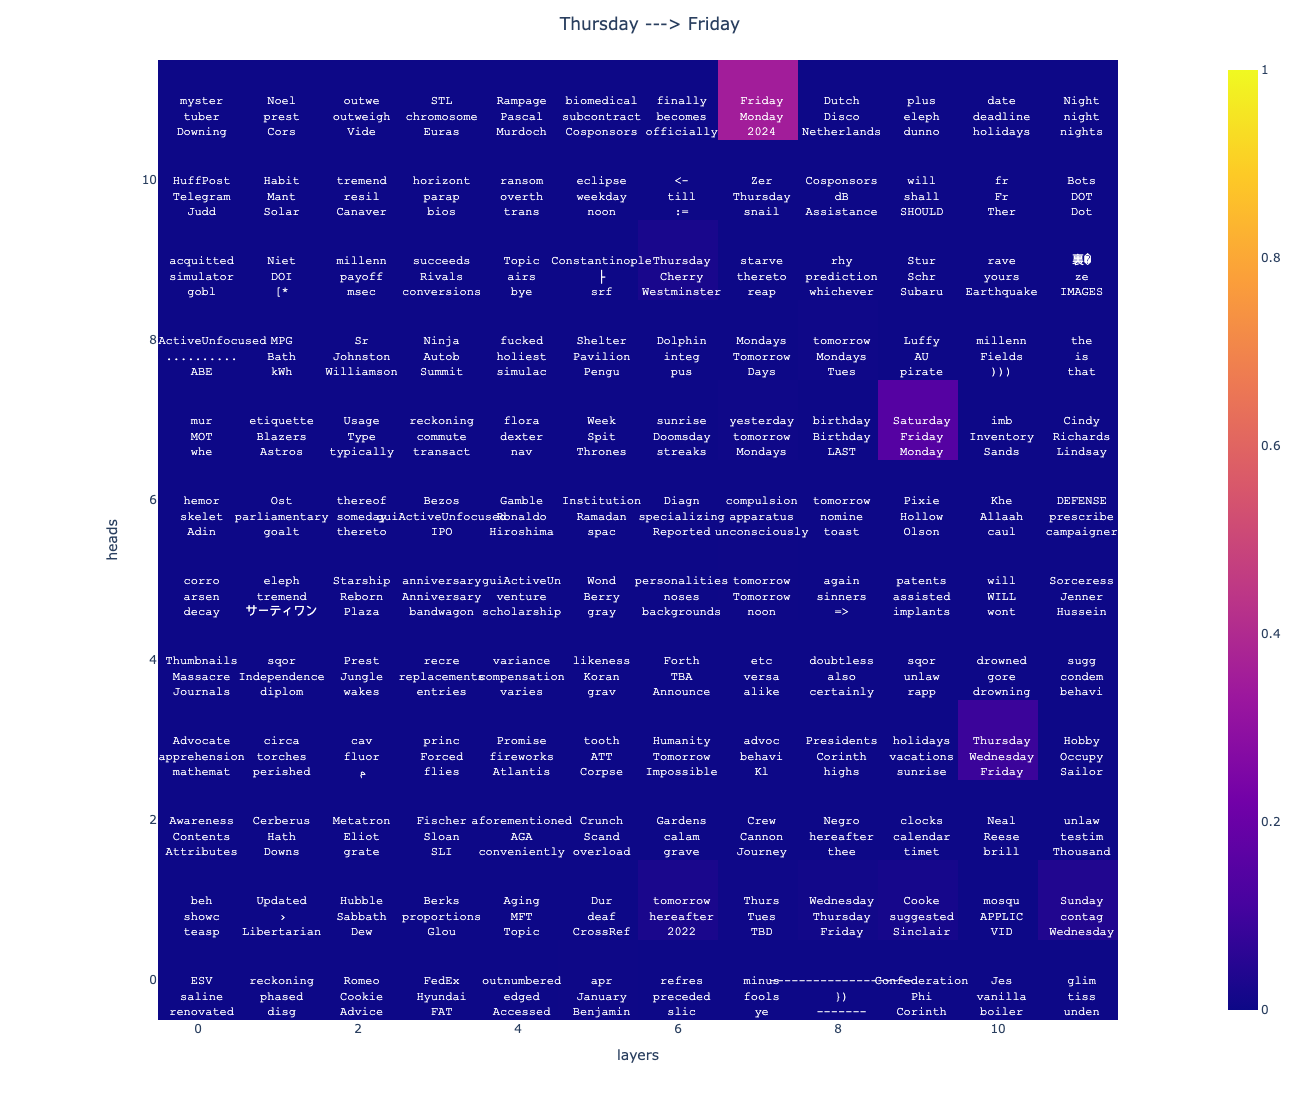 Thursday ---> Friday
myster Noel outwe STL Rampage biomedical finally Friday Dutch plus date Night
tuber prest outweigh chromosome Pascal subcontract becomes Monday Disco eleph deadline night
Downing Cors Vide Euras Murdoch Cosponsors officially 2024 Netherlands dunno holidays nights
10 HuffPost Habit tremend horizont ransom eclipse <- Zer Cosponsors will fr Bots
Telegram Mant resil parap overth weekday till Thursday dB shall Fr DOT
Judd Solar Canaver bios trans noon := snail Assistance SHOULD Ther Dot
acquitted Niet millenn succeeds Topic Constantinople Thursday starve rhy Stur rave 裏�
simulator DOI payoff Rivals airs ├ Cherry thereto prediction Schr yours ze
gobl [* msec conversions bye srf Westminster reap whichever Subaru Earthquake IMAGES
8 ActiveUnfocused MPG Sr Ninja fucked Shelter Dolphin Mondays tomorrow Luffy millenn the
.......... Bath Johnston Autob holiest Pavilion integ Tomorrow Mondays AU Fields is
ABE kWh Williamson Summit simulac Pengu pus Days Tues pirate ))) that
mur etiquette Usage reckoning flora Week sunrise yesterday birthday Saturday imb Cindy
MOT Blazers Type commute dexter Spit Doomsday tomorrow Birthday Friday Inventory Richards
whe Astros typically transact nav Thrones streaks Mondays LAST Monday Sands Lindsay
6 hemor Ost thereof Bezos Gamble Institution Diagn compulsion tomorrow Pixie Khe DEFENSE
skelet parliamentary someday guiActiveUnfocused Ronaldo Ramadan specializing apparatus nomine Hollow Allaah prescribe
Adin goalt thereto IPO Hiroshima spac Reported unconsciously toast Olson caul campaigner
corro eleph Starship anniversary guiActiveUn Wond personalities tomorrow again patents will Sorceress
arsen tremend Reborn Anniversary venture Berry noses Tomorrow sinners assisted WILL Jenner
decay サーティワン Plaza bandwagon scholarship gray backgrounds noon => implants wont Hussein
4 Thumbnails sqor Prest recre variance likeness Forth etc doubtless sqor drowned sugg
Massacre Independence Jungle replacements compensation Koran TBA versa also unlaw gore condem
Journals diplom wakes entries varies grav Announce alike certainly rapp drowning behavi
Advocate circa cav princ Promise tooth Humanity advoc Presidents holidays Thursday Hobby
apprehension torches fluor Forced fireworks ATT Tomorrow behavi Corinth vacations Wednesday Occupy
mathemat perished م flies Atlantis Corpse Impossible Kl highs sunrise Friday Sailor
2 Awareness Cerberus Metatron Fischer aforementioned Crunch Gardens Crew Negro clocks Neal unlaw
Contents Hath Eliot Sloan AGA Scand calam Cannon hereafter calendar Reese testim
Attributes Downs grate SLI conveniently overload grave Journey thee timet brill Thousand
beh Updated Hubble Berks Aging Dur tomorrow Thurs Wednesday Cooke mosqu Sunday
showc › Sabbath proportions MFT deaf hereafter Tues Thursday suggested APPLIC contag
teasp Libertarian Dew Glou Topic CrossRef 2022 TBD Friday Sinclair VID Wednesday
0 ESV reckoning Romeo FedEx outnumbered apr refres minus -------------------- Confederation Jes glim
saline phased Cookie Hyundai edged January preceded fools )) Phi vanilla tiss
renovated disg Advice FAT Accessed Benjamin slic ye ------- Corinth boiler unden
0 2 4 6 8 10
layers
heads
1
0.8
0.6
0.4
0.2
0